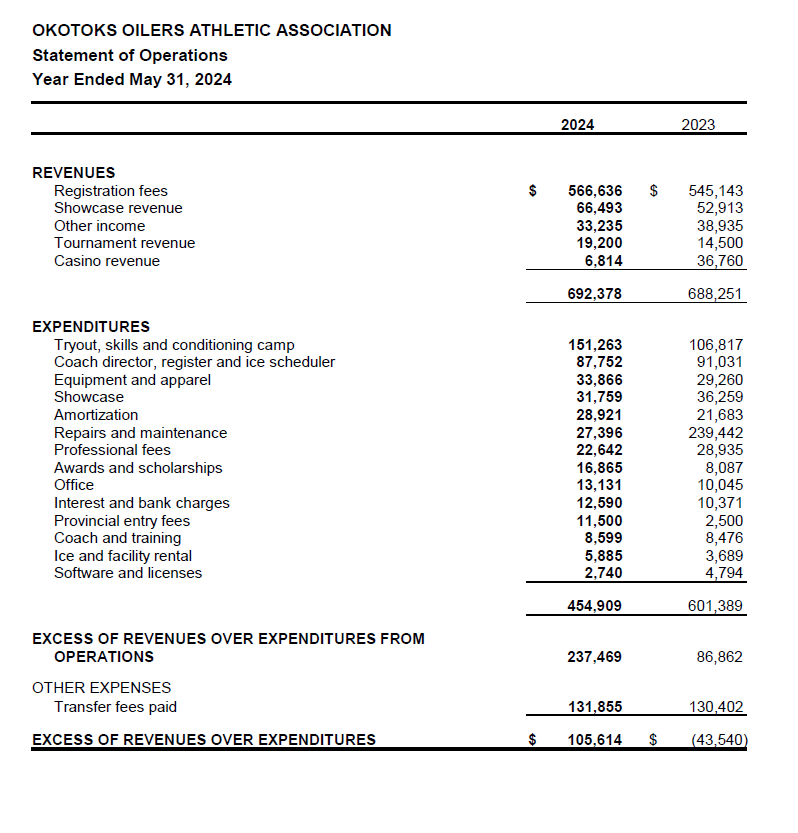 OKOTOKS OILERS ATHLETIC ASSOCIATION
Statement of Operations
Year Ended May 31, 2024
2024 2023
REVENUES
Registration fees $ 566,636 $ 545,143
Showcase revenue 66,493 52,913
Other income 33,235 38,935
Tournament revenue 19,200 14,500
Casino revenue 6,814 36,760
692,378 688,251
EXPENDITURES
Tryout, skills and conditioning camp 151,263 106,817
Coach director, register and ice scheduler 87,752 91,031
Equipment and apparel 33,866 29,260
Showcase 31,759 36,259
Amortization 28,921 21,683
Repairs and maintenance 27,396 239,442
Professional fees 22,642 28,935
Awards and scholarships 16,865 8,087
Office 13,131 10,045
Interest and bank charges 12,590 10,371
Provincial entry fees 11,500 2,500
Coach and training 8,599 8,476
Ice and facility rental 5,885 3,689
Software and licenses 2,740 4,794
454,909 601,389
EXCESS OF REVENUES OVER EXPENDITURES FROM
OPERATIONS 237,469 86,862
OTHER EXPENSES
Transfer fees paid 131,855 130,402
EXCESS OF REVENUES OVER EXPENDITURES $ 105,614 $ (43,540)